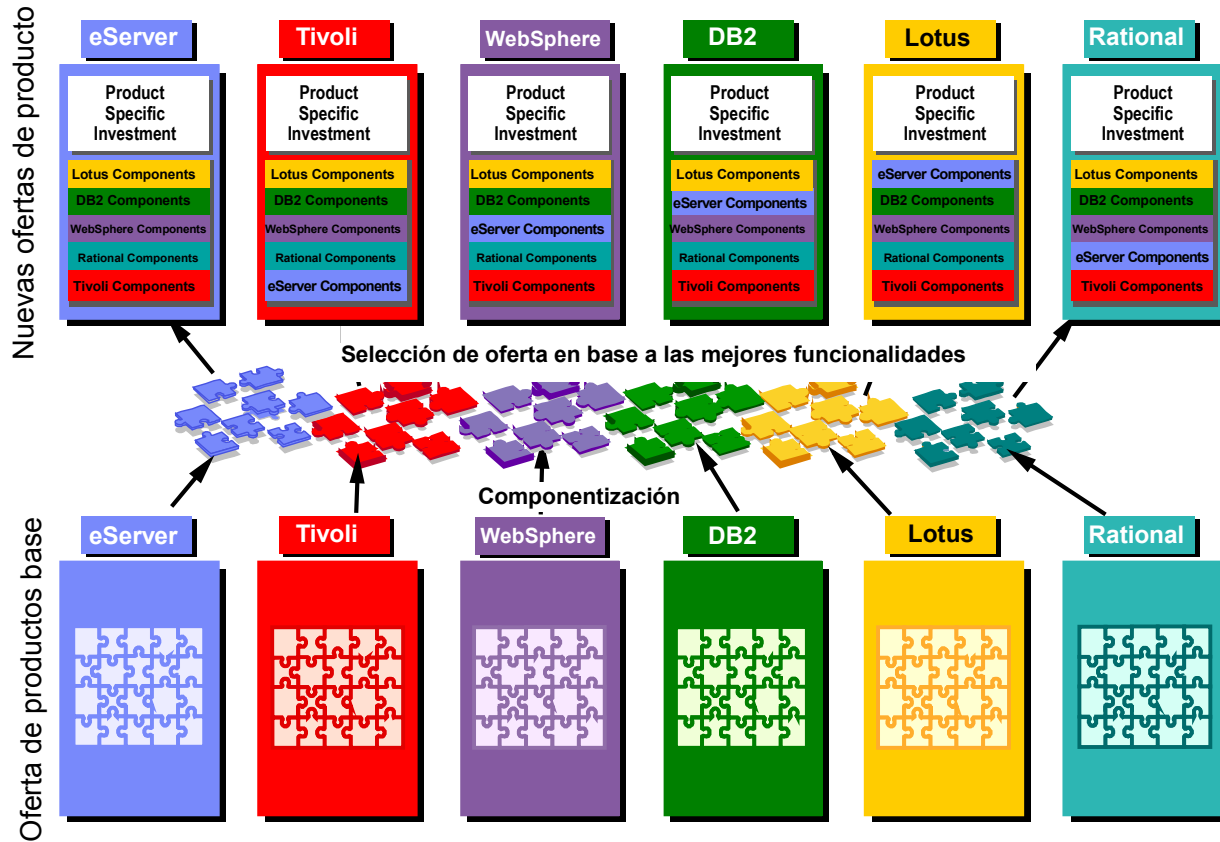 Nuevas ofertas de producto
eServer
Product
Specific
Investment
Lotus Components
DB2 Components
WebSphere Components
Rational Components
Tivoli Components
Tivoli
Product
Specific
Investment
Lotus Components
DB2 Components
WebSphere Components
Rational Components
eServer Components
WebSphere
Product
Specific
Investment
Lotus Components
DB2 Components
eServer Components
Rational Components
Tivoli Components
DB2
Product
Specific
Investment
Lotus Components
eServer Components
WebSphere Components
Rational Components
Tivoli Components
Lotus
Product
Specific
Investment
eServer Components
DB2 Components
WebSphere Components
Rational Components
Tivoli Components
Rational
Product
Specific
Investment
Lotus Components
DB2 Components
WebSphere Components
eServer Components
Tivoli Components
Selección de oferta en base a las mejores funcionalidades
Componentización
Oferta de productos base
eServer
Tivoli
WebSphere
DB2
Lotus
Rational